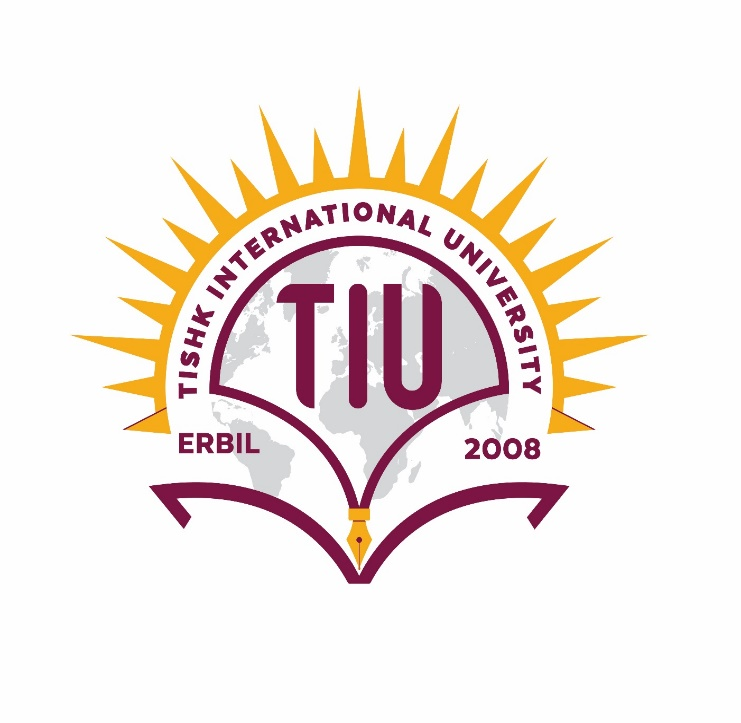 TISHK INTERNATIONAL UNIVERSITY
TIU
ERBIL
2008